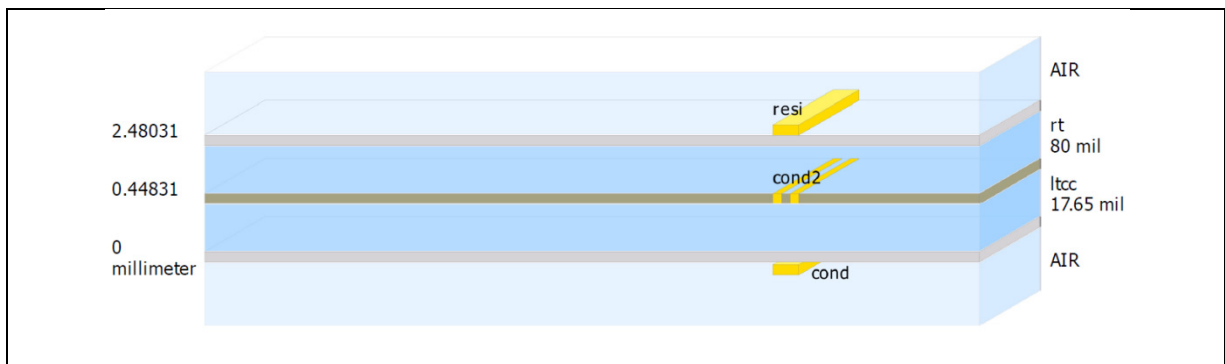 AIR
resi
2.48031
rt
80 mil
cond2
0.44831
ltcc
17.65 mil
0
millimeter
AIR
cond